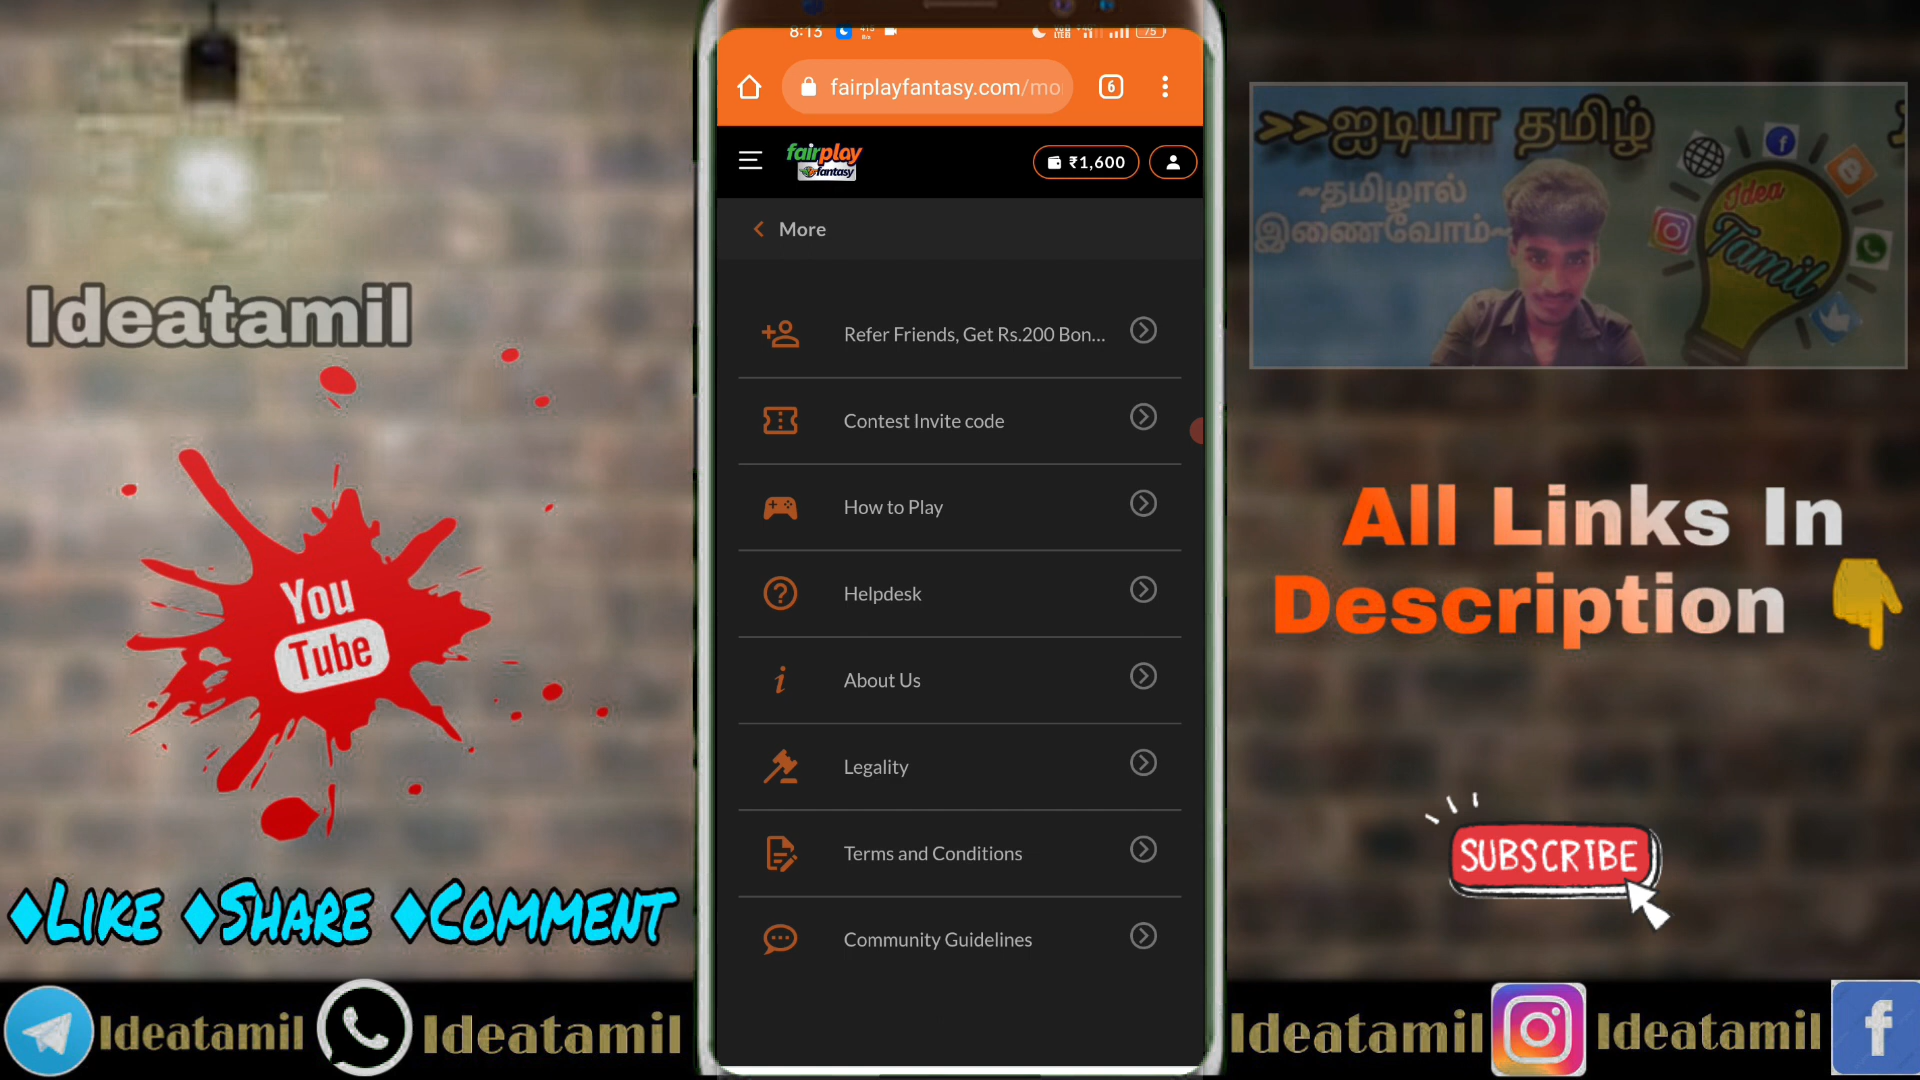 Ideatamil
You
Tube
♦LIKE ♦SHARE ♦COMMENT
Ideatamil
Ideatamil
8:13
75
fairplayfantasy.com/mo
6
fairplay
fantasy
₹1,600
More
Refer Friends, Get Rs.200 Bon...
Contest Invite code
How to Play
Helpdesk
About Us
Legality
Terms and Conditions
Community Guidelines
>>ஐடியா தமிழ்
~தமிழால்
இணைவோம்~
Idea
Tamil
All Links In
Description 👇
SUBSCRIBE
Ideatamil
Ideatamil